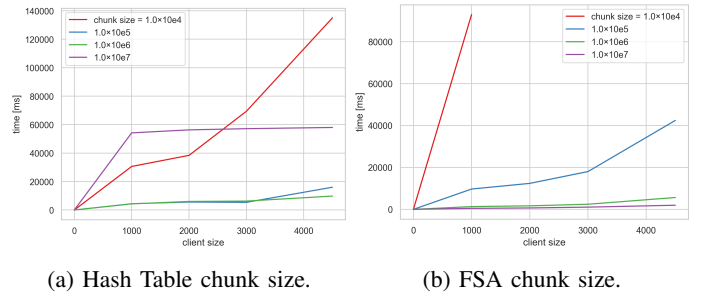 140000
120000
100000
80000
60000
40000
20000
0
time [ms]
chunk size = 1.0×10e4
1.0×10e5
1.0×10e6
1.0×10e7
0 1000 2000 3000 4000
client size
(a) Hash Table chunk size.
80000
60000
40000
20000
0
time [ms]
chunk size = 1.0×10e4
1.0×10e5
1.0×10e6
1.0×10e7
0 1000 2000 3000 4000
client size
(b) FSA chunk size.